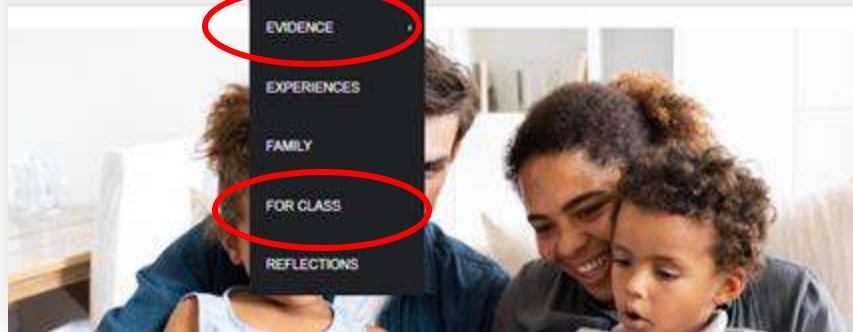 EVIDENCE
EXPERIENCES
FAMILY
FOR CLASS
REFLECTIONS